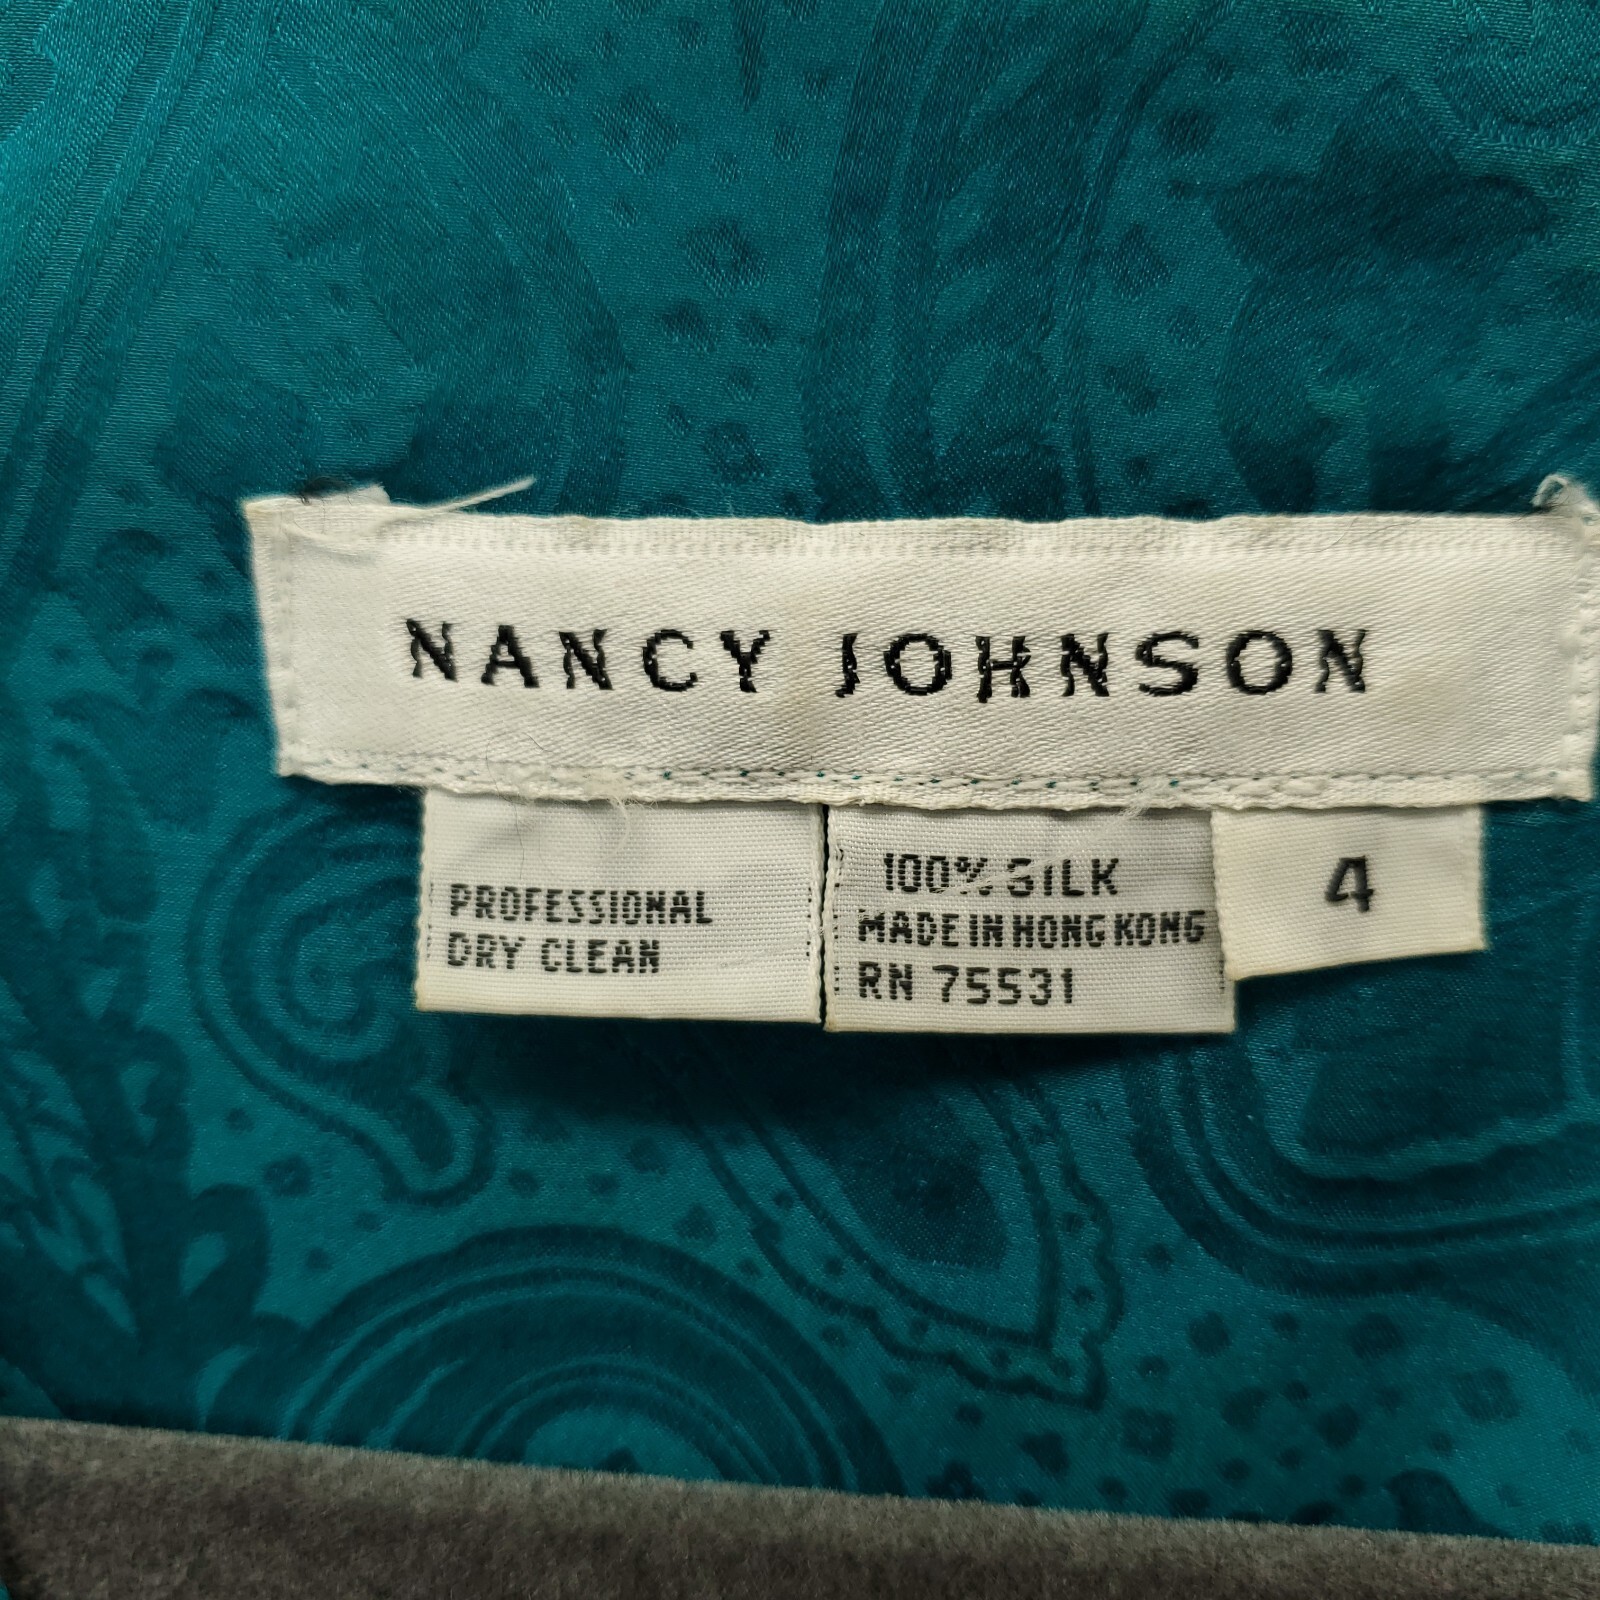 NANCY JOHNSON
PROFESSIONAL
DRY CLEAN
100% SILK
MADE IN HONG KONG
RN 75531
4